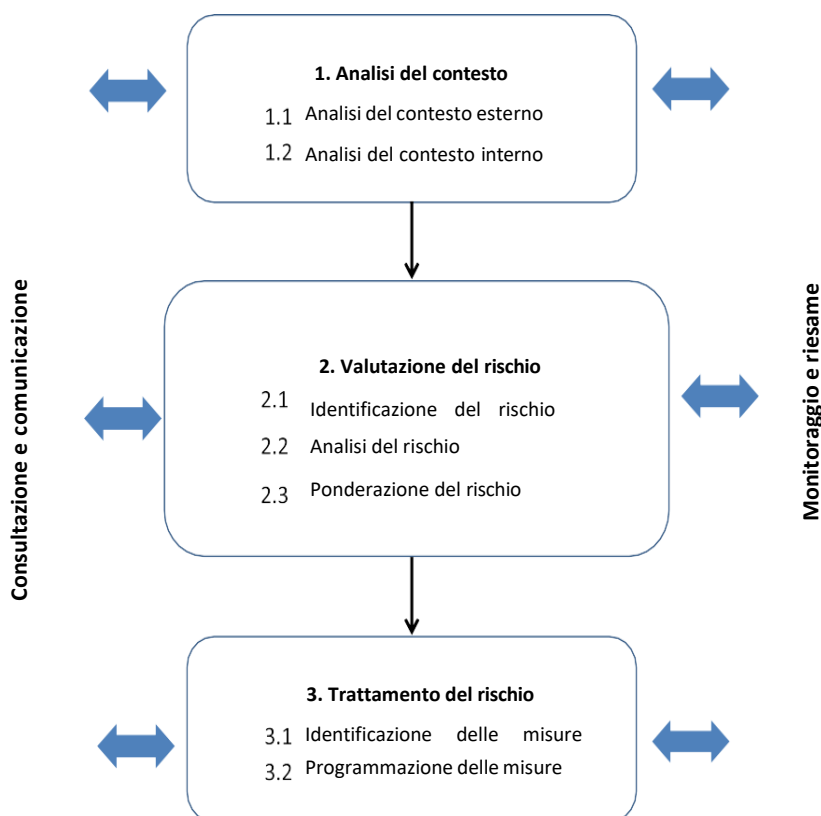 1. Analisi del contesto
1.1 Analisi del contesto esterno
1.2 Analisi del contesto interno
Consultazione e comunicazione
Monitoraggio e riesame
2. Valutazione del rischio
2.1 Identificazione del rischio
2.2 Analisi del rischio
2.3 Ponderazione del rischio
3. Trattamento del rischio
3.1 Identificazione delle misure
3.2 Programmazione delle misure